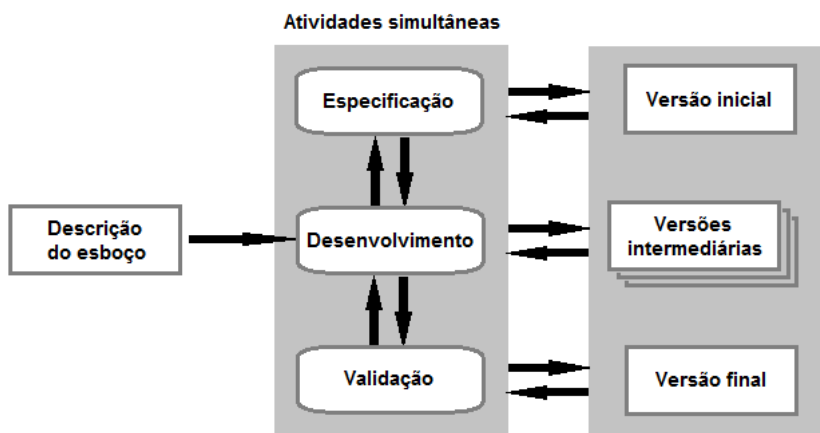 Atividades simultâneas
Especificação
Versão inicial
Descrição
do esboço
Desenvolvimento
Versões
intermediárias
Validação
Versão final